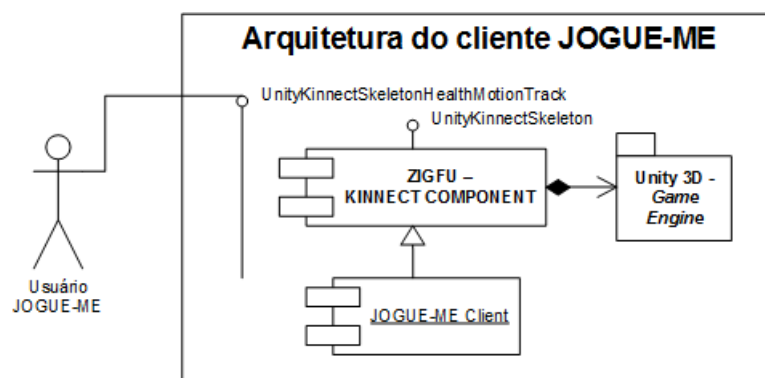 Arquitetura do cliente JOGUE-ME
UnityKinnectSkeletonHealthMotionTrack
UnityKinnectSkeleton
ZIGFU –
KINNECT COMPONENT
Unity 3D -
Game
Engine
Usuário
JOGUE-ME
JOGUE-ME Client